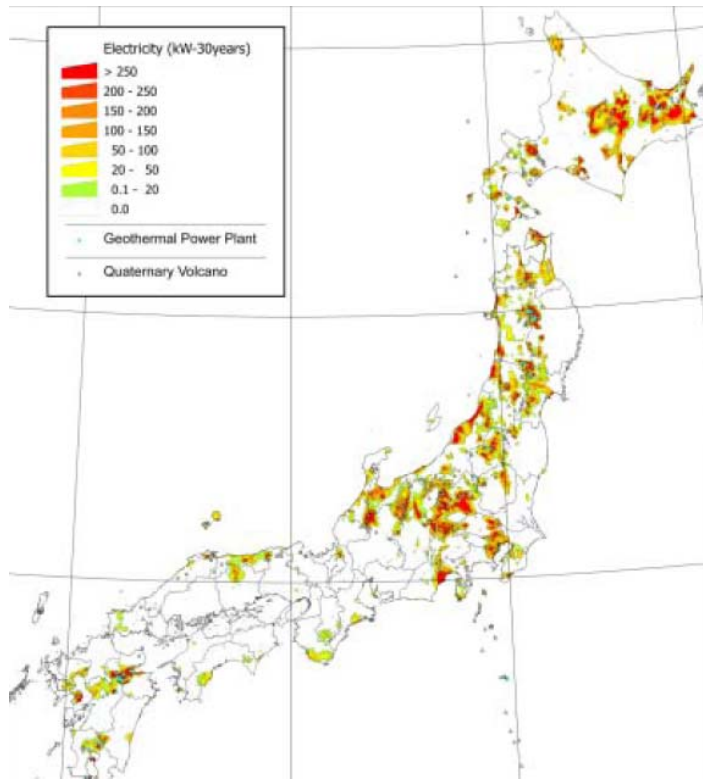 Electricity (kW-30years)
> 250
200 - 250
150 - 200
100 - 150
50 - 100
20 - 50
0.1 - 20
0.0
Geothermal Power Plant
Quaternary Volcano